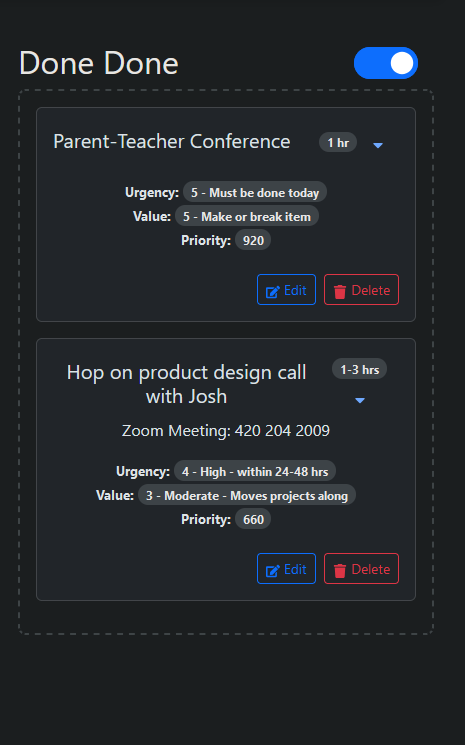 Done Done
Parent-Teacher Conference 1 hr
Urgency: 5 - Must be done today
Value: 5 - Make or break item
Priority: 920
Edit Delete
Hop on product design call 1-3 hrs
with Josh
Zoom Meeting: 420 204 2009
Urgency: 4 - High - within 24-48 hrs
Value: 3 - Moderate - Moves projects along
Priority: 660
Edit Delete